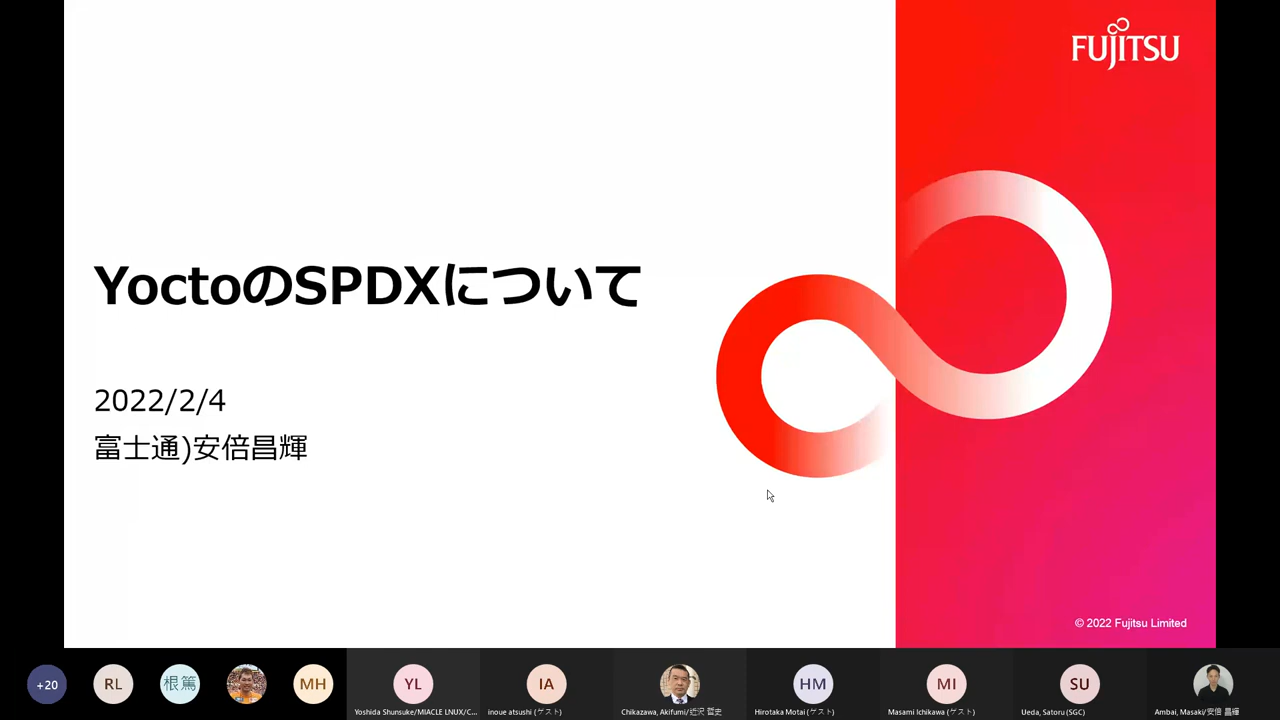 FUJITSU
YoctoのSPDXについて
2022/2/4
富士通)安倍昌輝
© 2022 Fujitsu Limited
+20
RL
根篤
MH
YL
IA
HM
MI
SU
Yoshida Shunsuke/MIACLE LNUX/C...
inoue atsushi (ゲスト)
Chikazawa, Akifumi/近沢 哲史
Hirotaka Motai (ゲスト)
Masami Ichikawa (ゲスト)
Ueda, Satoru (SGC)
Ambai, Masaki/安倍 昌輝